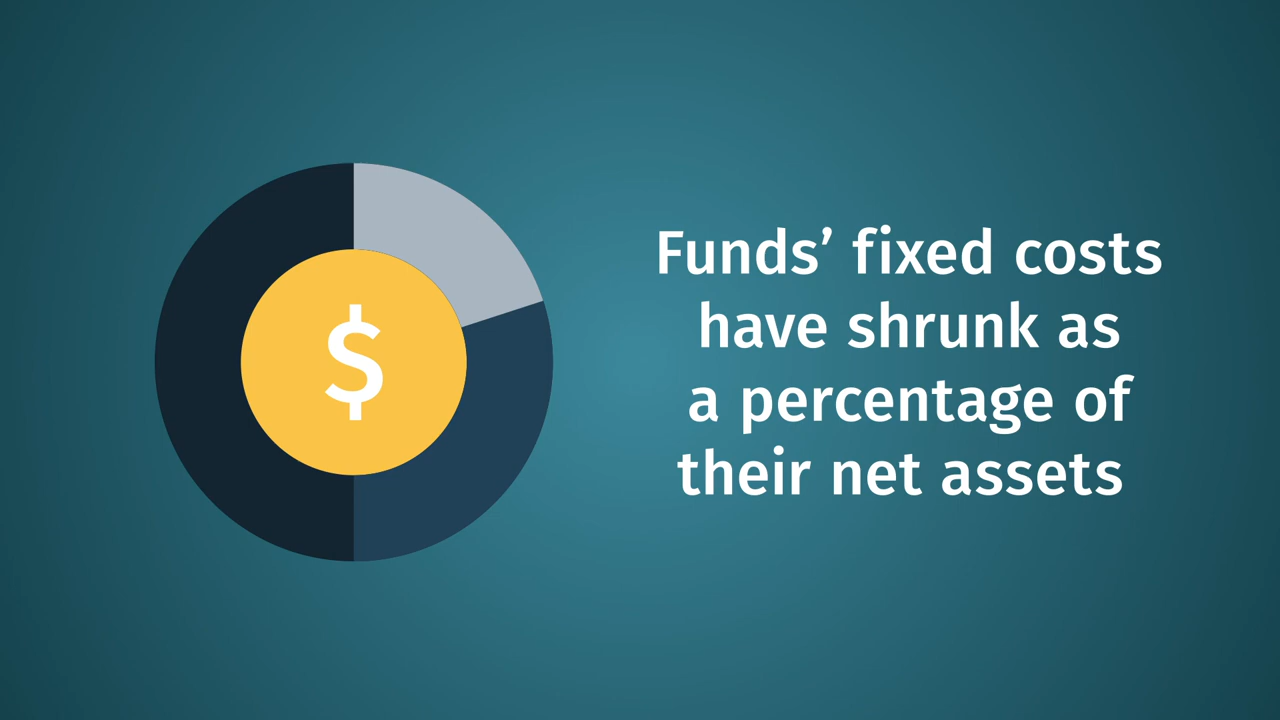 $
Funds’ fixed costs
have shrunk as
a percentage of
their net assets